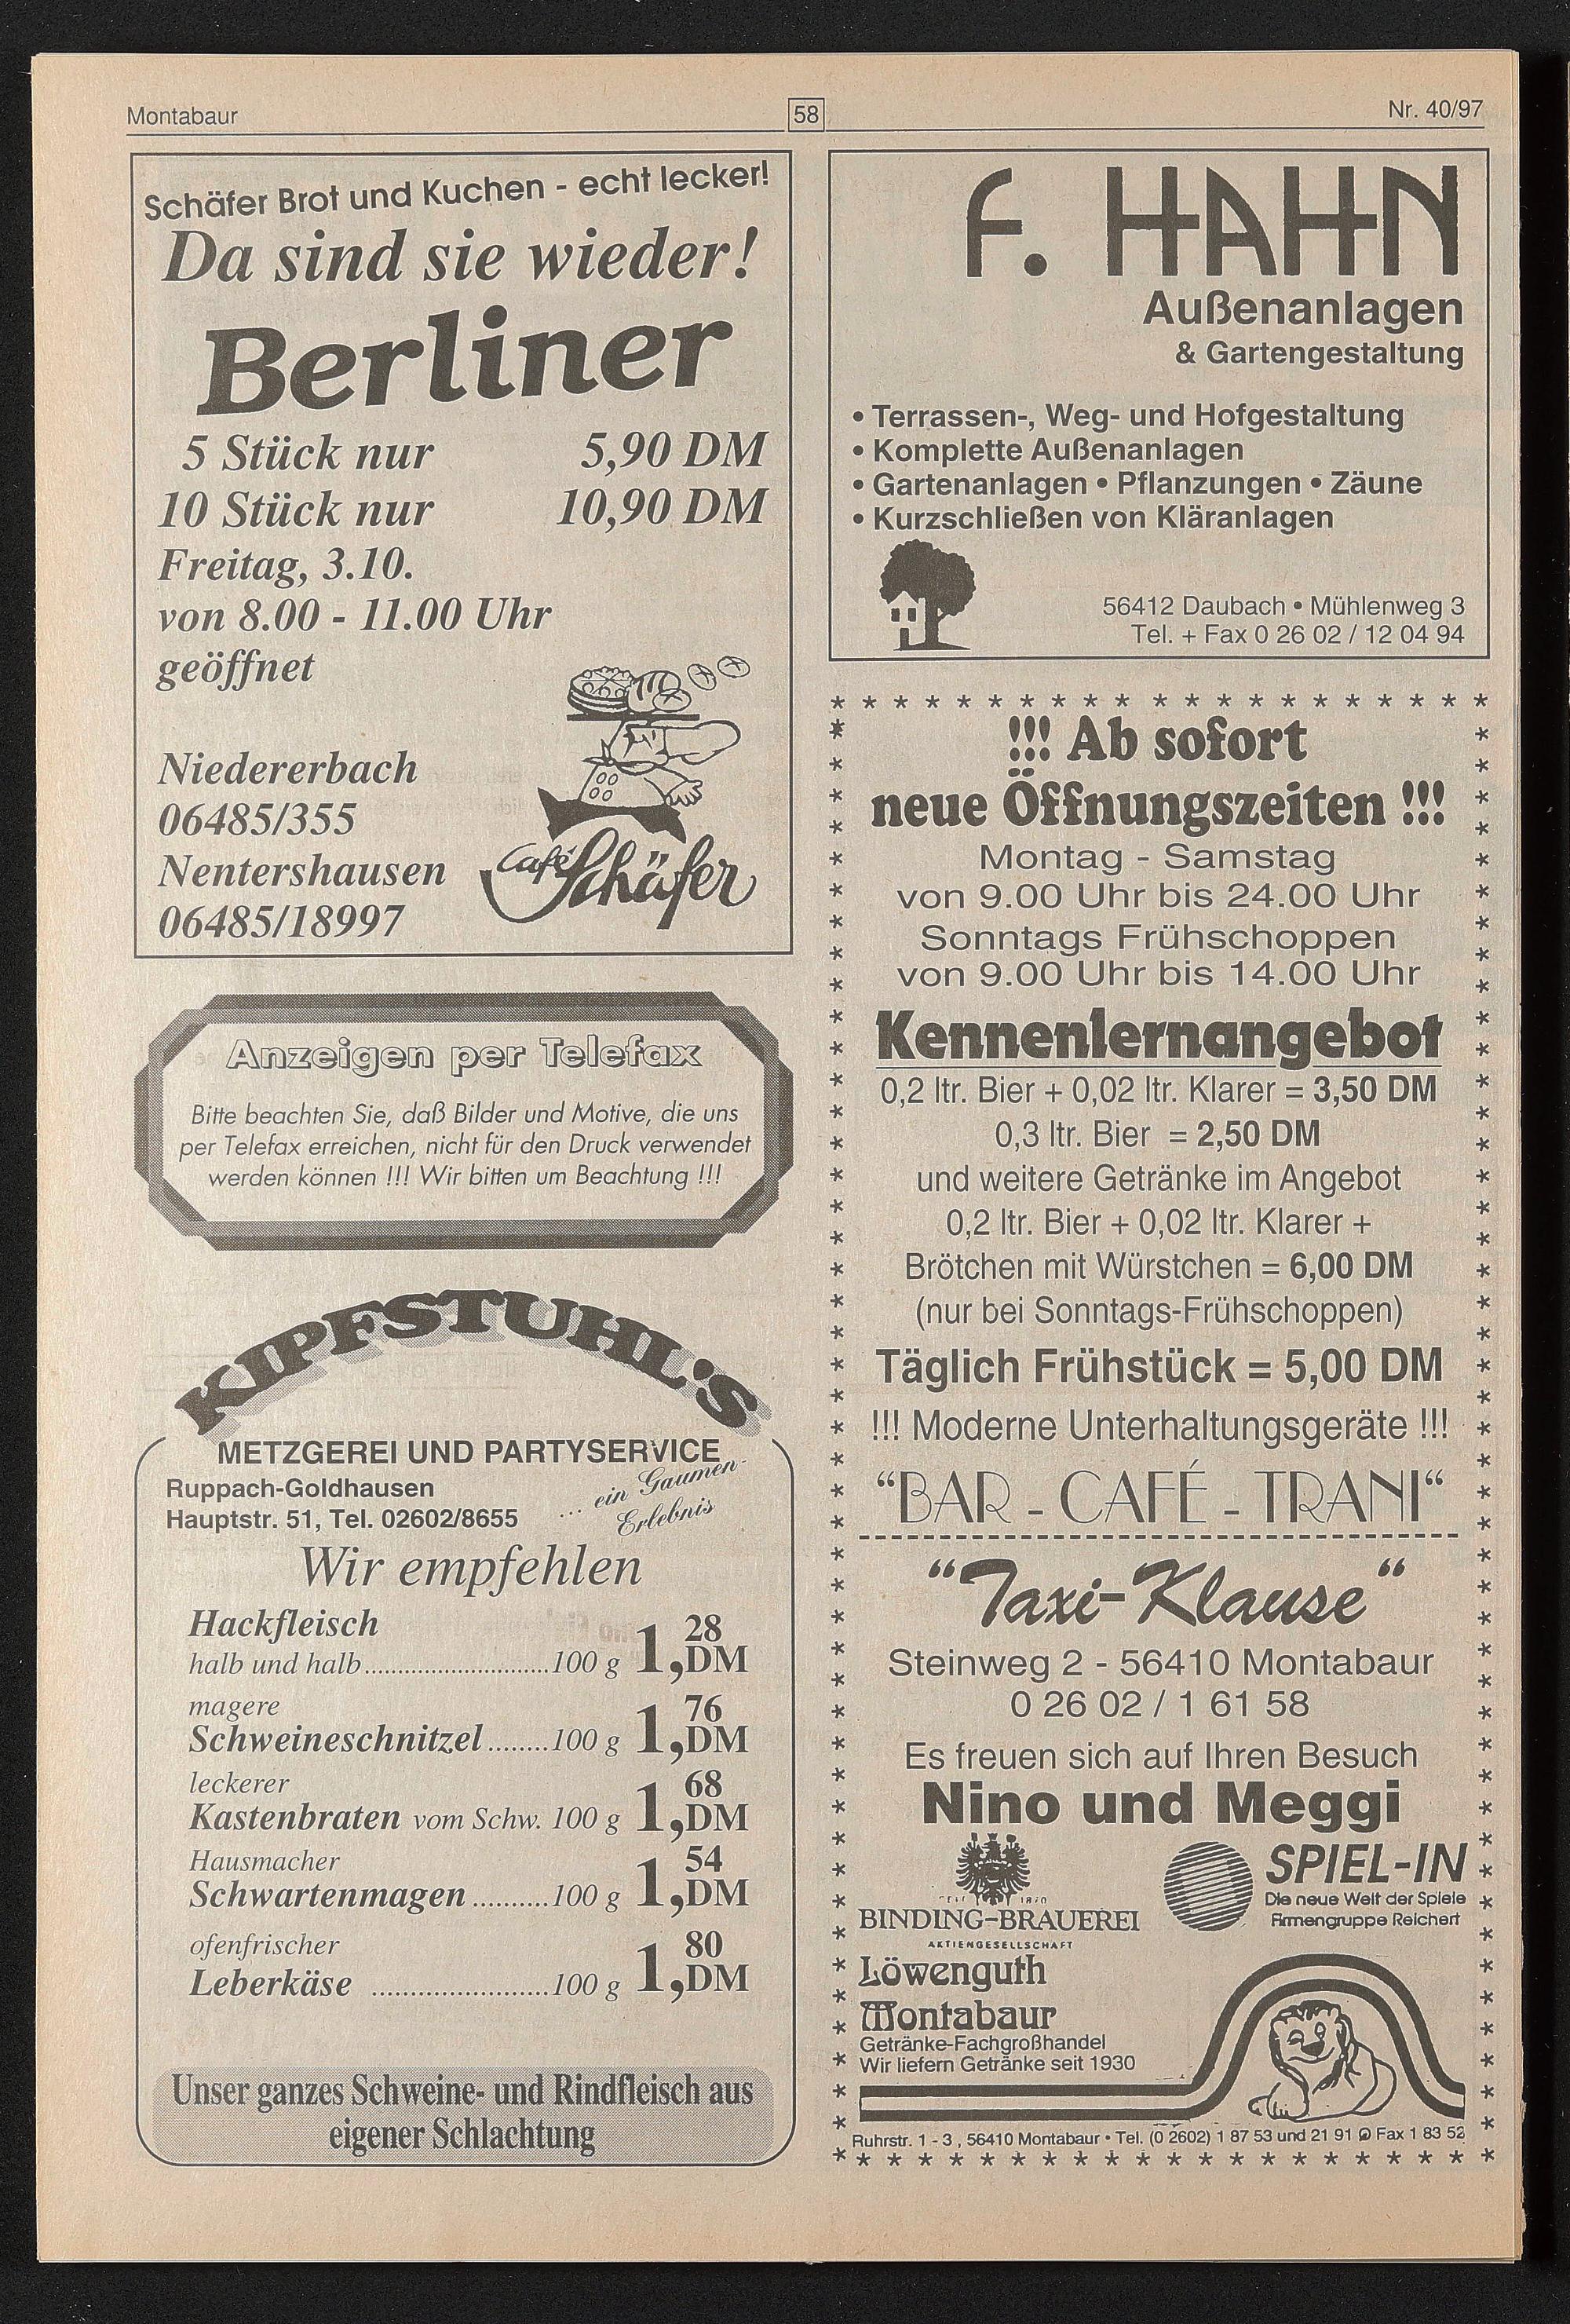 Montabaur
58
Nr. 40/97
Schäfer Brot und Kuchen - echt lecker!
Da sind sie wieder!
Berliner
5 Stück nur 5,90 DM
10 Stück nur 10,90 DM
Freitag, 3.10.
von 8.00 - 11.00 Uhr
geöffnet
Niedererbach
06485/355
Nentershausen
06485/18997
Café Schäfer
Anzeigen per Telefax
Bitte beachten Sie, daß Bilder und Motive, die uns
per Telefax erreichen, nicht für den Druck verwendet
werden können !!! Wir bitten um Beachtung !!!
KIPFSTUHL'S
METZGEREI UND PARTYSERVICE
Ruppach-Goldhausen
Hauptstr. 51, Tel. 02602/8655
... ein Gaumen-
Erlebnis
Wir empfehlen
Hackfleisch
halb und halb............................100 g 1,28 DM
magere
Schweineschnitzel.........100 g 1,76 DM
leckerer
Kastenbraten vom Schw. 100 g 1,68 DM
Hausmacher
Schwartenmagen..........100 g 1,54 DM
ofenfrischer
Leberkäse .......................100 g 1,80 DM
Unser ganzes Schweine- und Rindfleisch aus
eigener Schlachtung
F. HAHN
Außenanlagen
& Gartengestaltung
• Terrassen-, Weg- und Hofgestaltung
• Komplette Außenanlagen
• Gartenanlagen • Pflanzungen • Zäune
• Kurzschließen von Kläranlagen
56412 Daubach • Mühlenweg 3
Tel. + Fax 0 26 02 / 12 04 94
!!! Ab sofort
neue Öffnungszeiten !!!
Montag - Samstag
von 9.00 Uhr bis 24.00 Uhr
Sonntags Frühschoppen
von 9.00 Uhr bis 14.00 Uhr
Kennenlernangebot
0,2 ltr. Bier + 0,02 ltr. Klarer = 3,50 DM
0,3 ltr. Bier = 2,50 DM
und weitere Getränke im Angebot
0,2 ltr. Bier + 0,02 ltr. Klarer +
Brötchen mit Würstchen = 6,00 DM
(nur bei Sonntags-Frühschoppen)
Täglich Frühstück = 5,00 DM
!!! Moderne Unterhaltungsgeräte !!!
“BAR - CAFÉ - TRANI“
“Taxi-Klause“
Steinweg 2 - 56410 Montabaur
0 26 02 / 1 61 58
Es freuen sich auf Ihren Besuch
Nino und Meggi
SEIT 1870
BINDING-BRAUEREI
AKTIENGESELLSCHAFT
SPIEL-IN
Die neue Welt der Spiele
Firmengruppe Reichert
Löwenguth
Montabaur
Getränke-Fachgroßhandel
Wir liefern Getränke seit 1930
Ruhrstr. 1 - 3 , 56410 Montabaur • Tel. (0 2602) 1 87 53 und 21 91 0 Fax 1 83 52